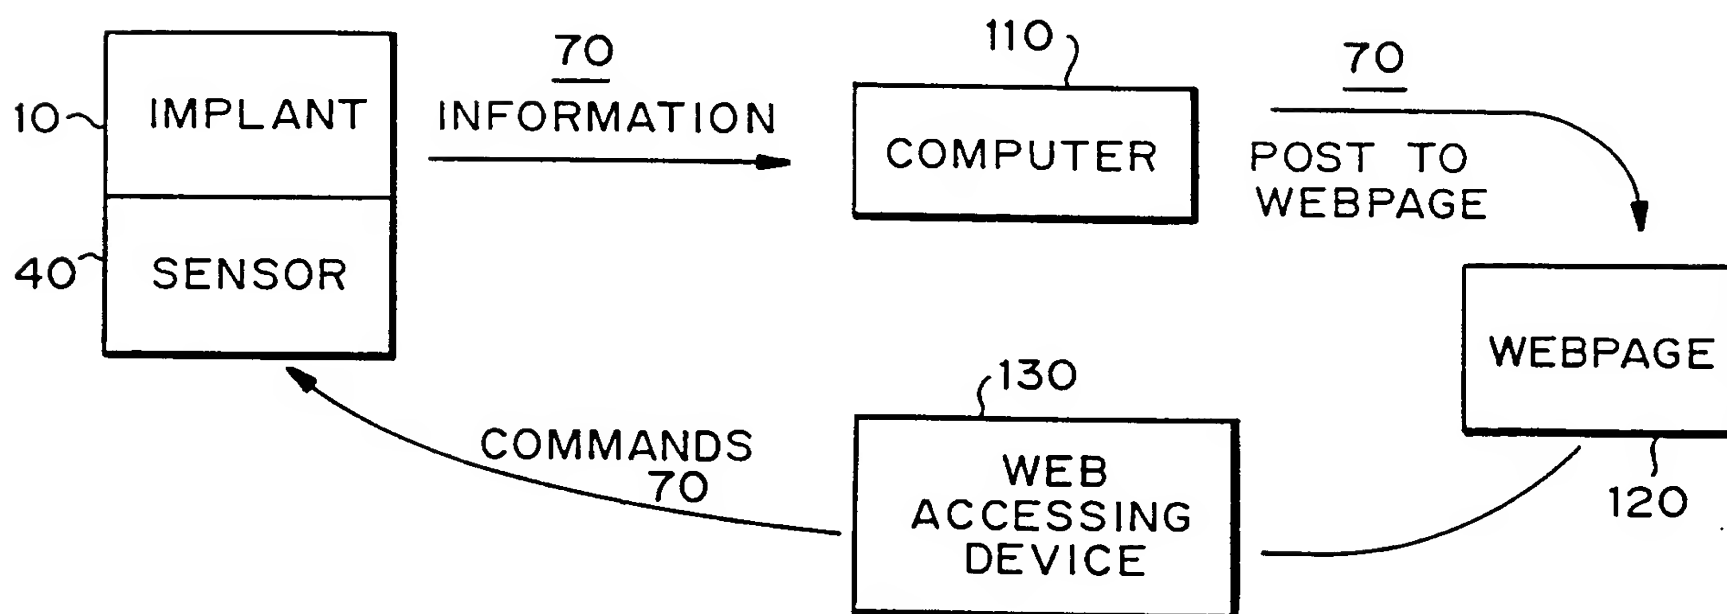 10
IMPLANT
40
SENSOR
70
INFORMATION
110
COMPUTER
70
POST TO
WEBPAGE
WEBPAGE
120
130
WEB
ACCESSING
DEVICE
COMMANDS
70